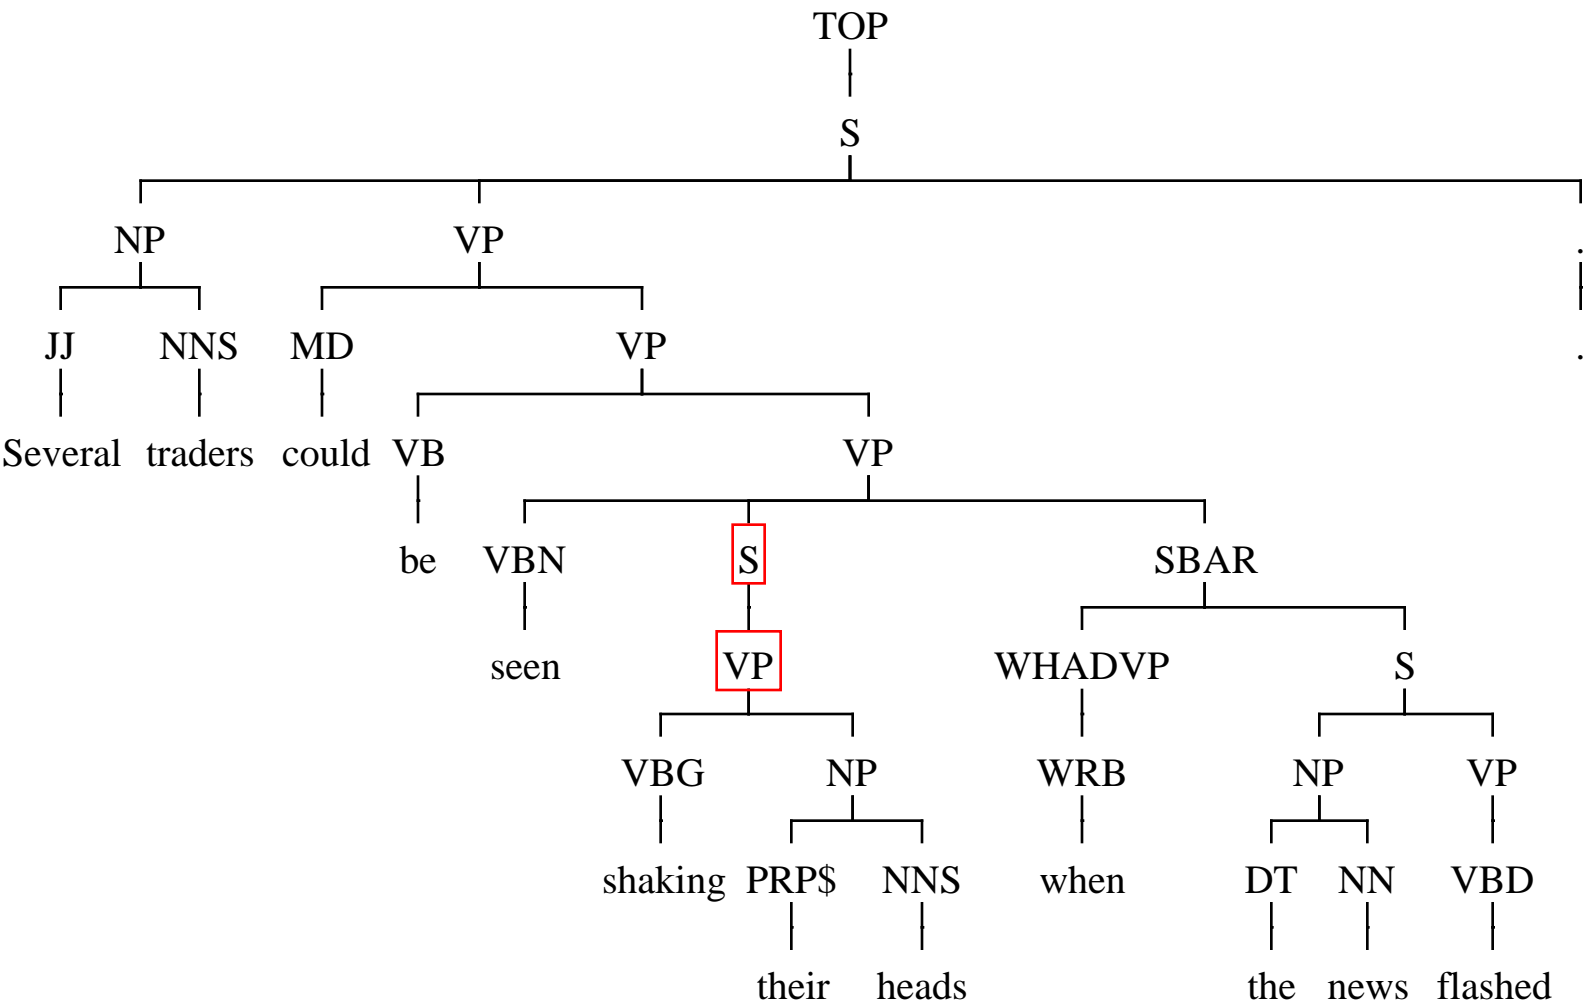 TOP
S
NP VP .
JJ NNS MD VP .
Several traders could VB VP
be VBN S SBAR
seen VP WHADVP S
VBG NP WRB NP VP
shaking PRP$ NNS when DT NN VBD
their heads the news flashed